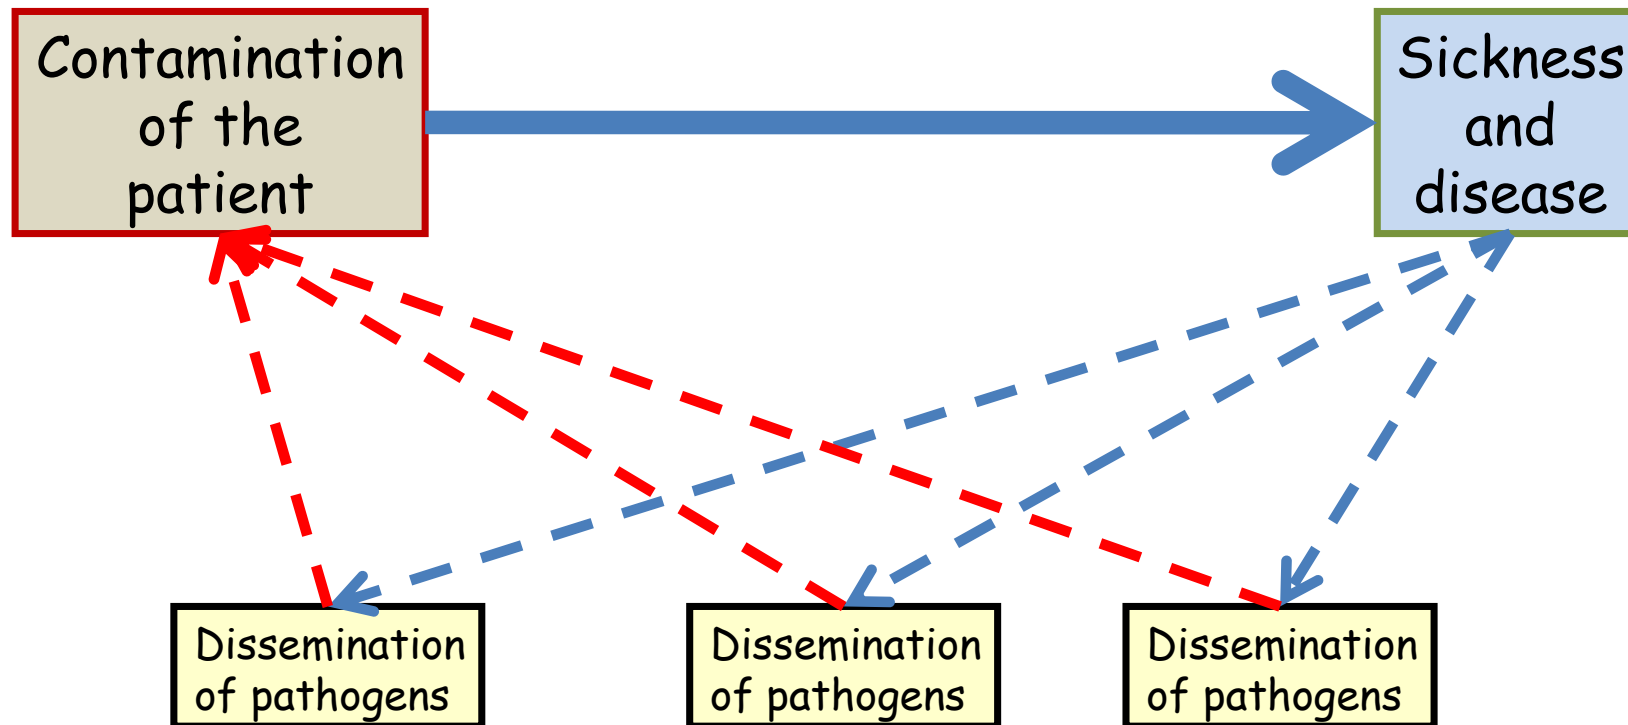 Contamination
of the
patient
Sickness
and
disease
Dissemination
of pathogens
Dissemination
of pathogens
Dissemination
of pathogens